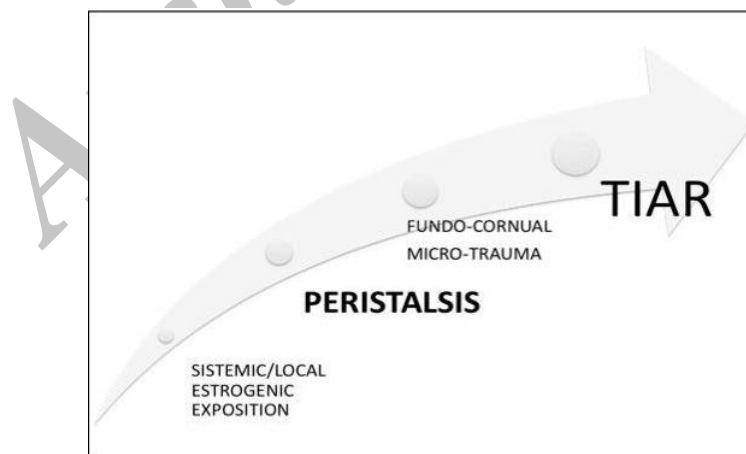 SISTEMIC/LOCAL
ESTROGENIC
EXPOSITION
PERISTALSIS
FUNDO-CORNUAL
MICRO-TRAUMA
TIAR